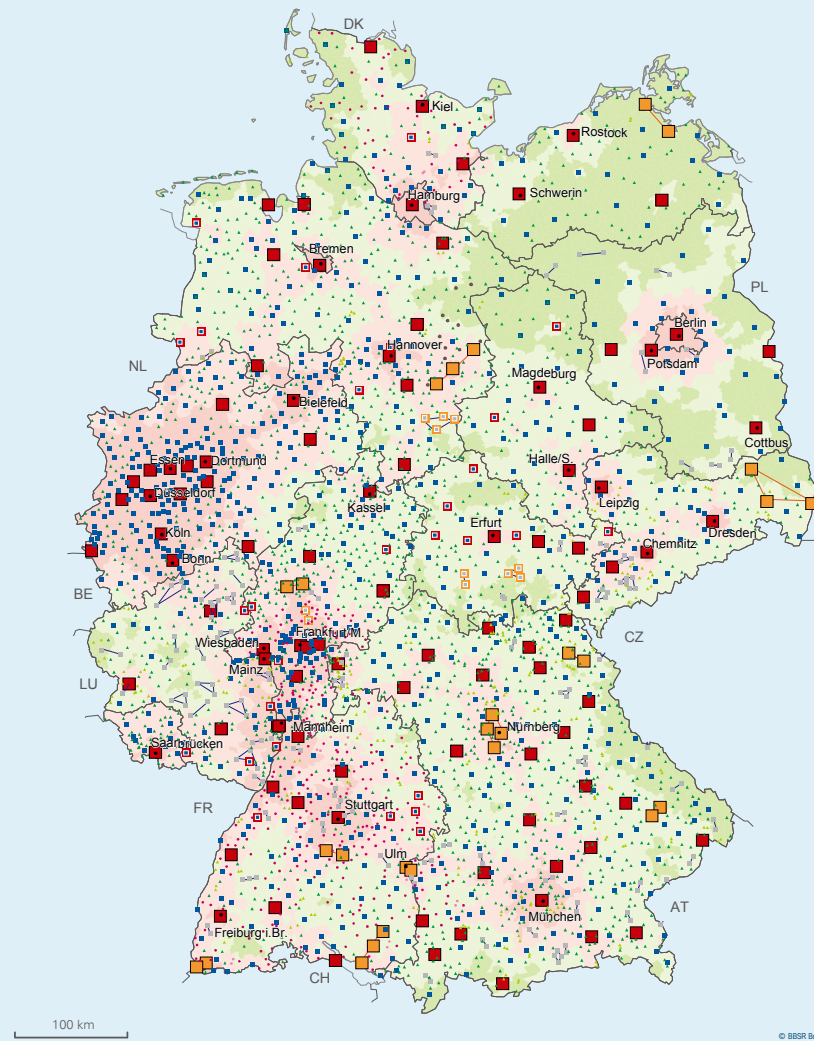 DK
Kiel
Rostock
Hamburg
Schwerin
Bremen
PL
Berlin
Hannover
NL
Potsdam
Magdeburg
Bielefeld
Cottbus
Essen
Dortmund
Halle/S.
Düsseldorf
Leipzig
Kassel
Erfurt
Köln
Dresden
Chemnitz
Bonn
BE
Frankfurt/M.
CZ
Wiesbaden
Mainz
LU
Mannheim
Nürnberg
Saarbrücken
FR
Stuttgart
Ulm
AT
München
Freiburg i.Br.
CH
100 km
© BBSR B